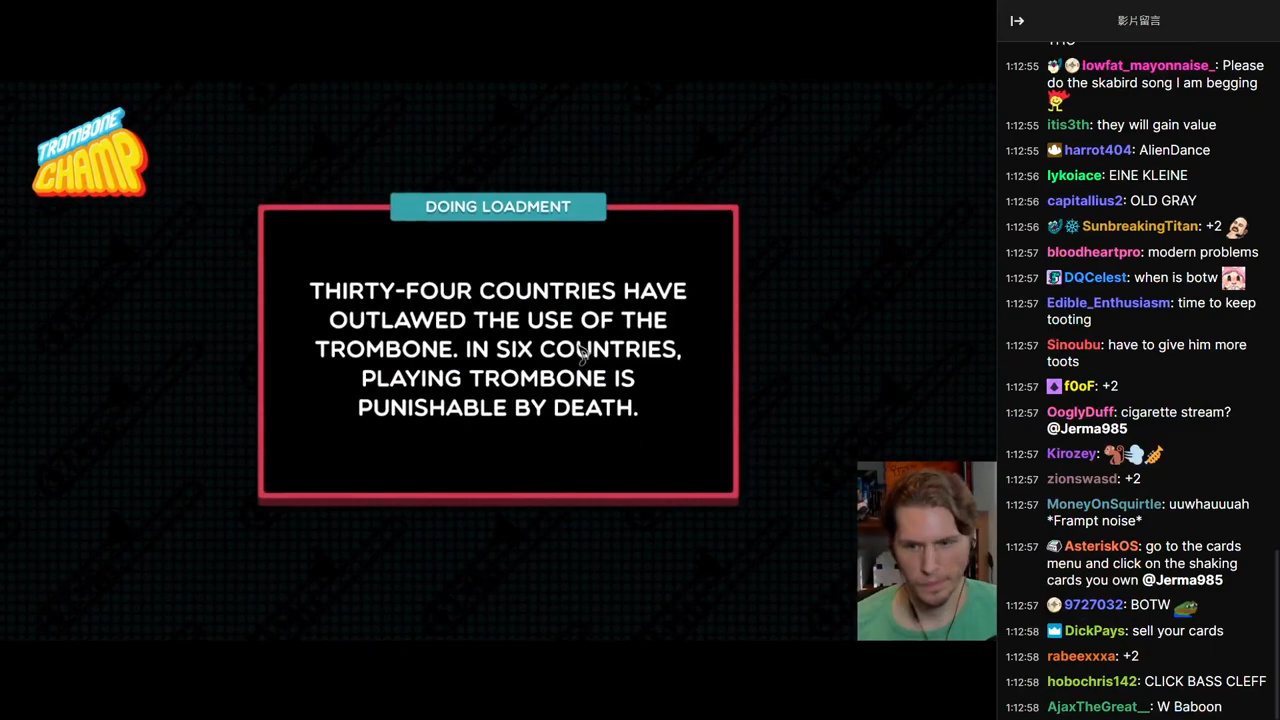 TROMBONE
CHAMP
DOING LOADMENT
THIRTY-FOUR COUNTRIES HAVE
OUTLAWED THE USE OF THE
TROMBONE. IN SIX COUNTRIES,
PLAYING TROMBONE IS
PUNISHABLE BY DEATH.
影片留言
1:12:55 lowfat_mayonnaise_: Please
do the skabird song I am begging
1:12:55 itis3th: they will gain value
1:12:55 harrot404: AlienDance
1:12:56 lykoiace: EINE KLEINE
1:12:56 capitallius2: OLD GRAY
1:12:56 SunbreakingTitan: +2
1:12:57 bloodheartpro: modern problems
1:12:57 DQCelest: when is botw
1:12:57 Edible_Enthusiasm: time to keep
tooting
1:12:57 Sinoubu: have to give him more
toots
1:12:57 f0oF: +2
1:12:57 OoglyDuff: cigarette stream?
@Jerma985
1:12:57 Kirozey:
1:12:57 zionswasd: +2
1:12:57 MoneyOnSquirtle: uuwhauuuah
*Frampt noise*
1:12:57 AsteriskOS: go to the cards
menu and click on the shaking
cards you own @Jerma985
1:12:57 9727032: BOTW
1:12:58 DickPays: sell your cards
1:12:58 rabeexxxa: +2
1:12:58 hobochris142: CLICK BASS CLEFF
1:12:58 AjaxTheGreat__: W Baboon